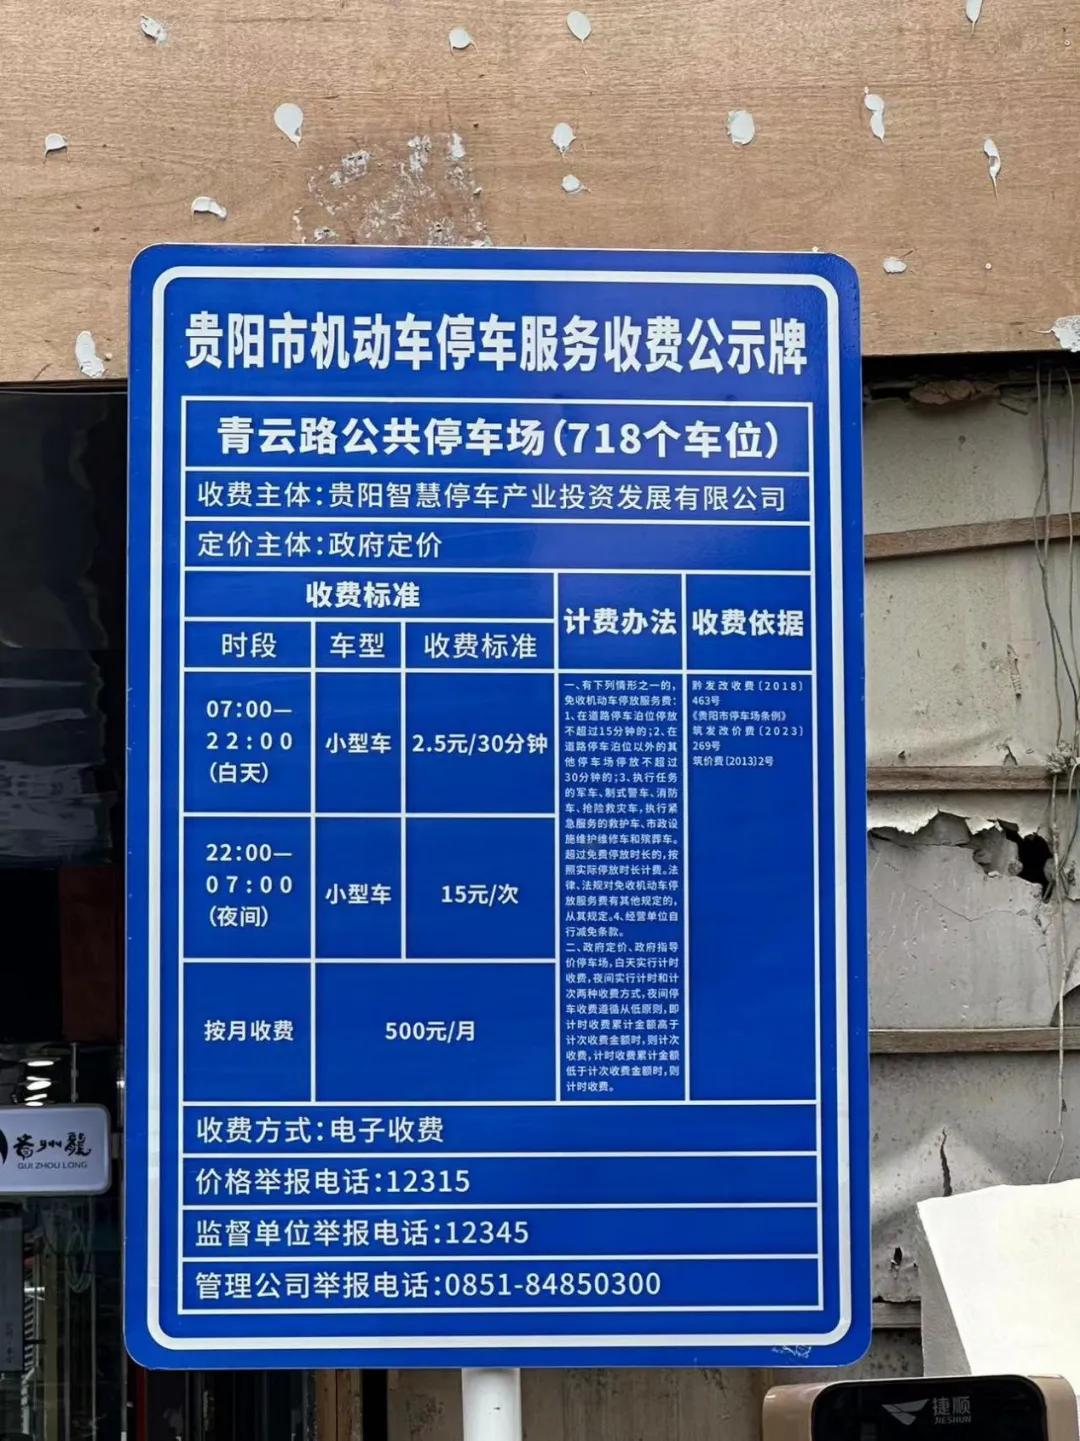 贵阳市机动车停车服务收费公示牌
青云路公共停车场(718个车位)
收费主体:贵阳智慧停车产业投资发展有限公司
定价主体:政府定价
收费标准
计费办法
收费依据
时段
车型
收费标准
07:00—
22:00
(白天)
小型车
2.5元/30分钟
22:00—
07:00
(夜间)
小型车
15元/次
按月收费
500元/月
一、有下列情形之一的,
免收机动车停放服务费:
1、在道路停车泊位停放
不超过15分钟的;2、在
道路停车泊位以外的其
他停车场停放不超过
30分钟的;3、执行任务
的军车、制式警车、消防
车、抢险救灾车,执行紧
急服务的救护车、市政设
施维护维修车和殡葬车。
超过免费停放时长的,按
照实际停放时长计费。法
律、法规对免收机动车停
放服务费有其他规定的,
从其规定。4、经营单位自
行减免条款。
二、政府定价、政府指导
价停车场,白天实行计时
收费,夜间实行计时和计
次两种收费方式,夜间停
车收费遵循从低原则,即
计时收费累计金额高于
计次收费金额时,则计次
收费,计时收费累计金额
低于计次收费金额时,则
计时收费。
黔发改收费〔2018〕
463号
《贵阳市停车场条例》
筑发改价费〔2023〕
269号
筑价费〔2013〕2号
收费方式:电子收费
价格举报电话:12315
监督单位举报电话:12345
管理公司举报电话:0851-84850300
贵州龍
GUI ZHOU LONG
捷顺
JIESHUN